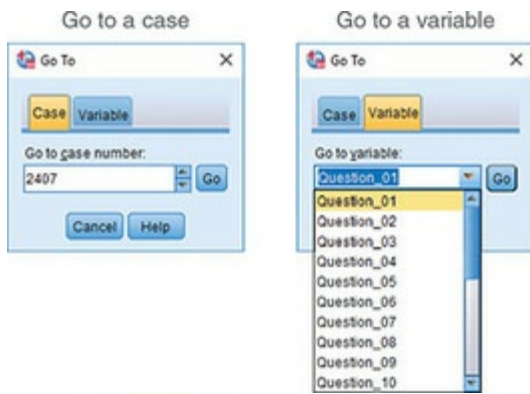 Go to a case
Go To
Case Variable
Go to case number:
2407
Go
Cancel Help
Go to a variable
Go To
Case Variable
Go to variable:
Question_01
Go
Question_01
Question_02
Question_03
Question_04
Question_05
Question_06
Question_07
Question_08
Question_09
Question_10